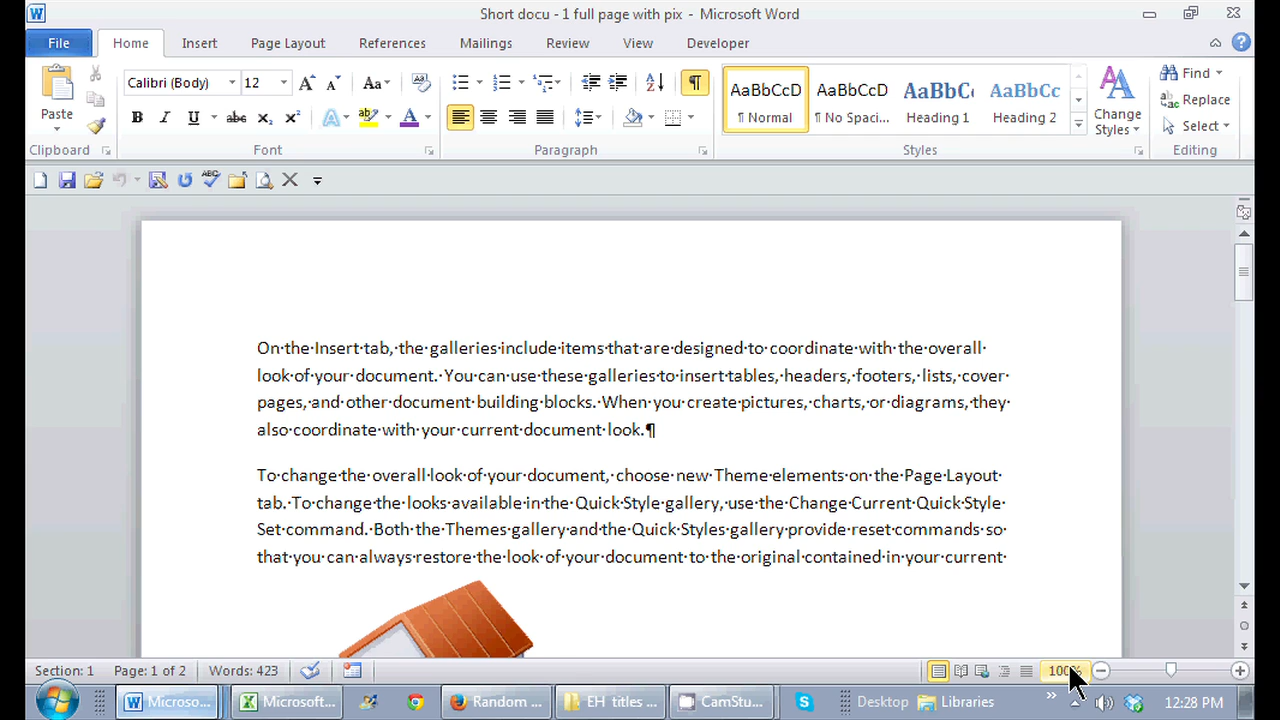 Short docu - 1 full page with pix - Microsoft Word
File Home Insert Page Layout References Mailings Review View Developer
Calibri (Body) 12
Paste
Clipboard
Font
Paragraph
AaBbCcD AaBbCcD AaBbC AaBbCc
¶ Normal ¶ No Spaci... Heading 1 Heading 2
Change Styles
Styles
Find
Replace
Select
Editing
On·the·Insert·tab,·the·galleries·include·items·that·are·designed·to·coordinate·with·the·overall·
look·of·your·document.·You·can·use·these·galleries·to·insert·tables,·headers,·footers,·lists,·cover·
pages,·and·other·document·building·blocks.·When·you·create·pictures,·charts,·or·diagrams,·they·
also·coordinate·with·your·current·document·look.¶
To·change·the·overall·look·of·your·document,·choose·new·Theme·elements·on·the·Page·Layout·
tab.·To·change·the·looks·available·in·the·Quick·Style·gallery,·use·the·Change·Current·Quick·Style·
Set·command.·Both·the·Themes·gallery·and·the·Quick·Styles·gallery·provide·reset·commands·so·
that·you·can·always·restore·the·look·of·your·document·to·the·original·contained·in·your·current·
Section: 1 Page: 1 of 2 Words: 423 100%
Microso... Microsoft... Random ... EH titles ... CamStu... Desktop Libraries 12:28 PM